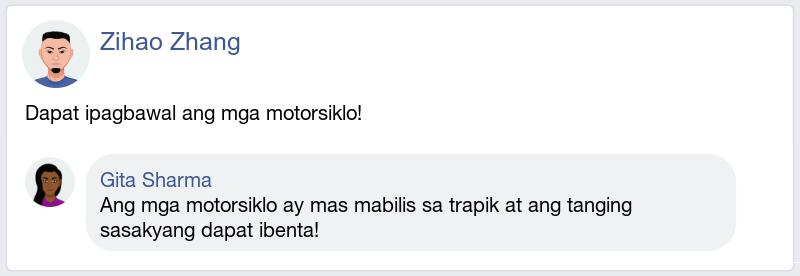 Zihao Zhang
Dapat ipagbawal ang mga motorsiklo!
Gita Sharma
Ang mga motorsiklo ay mas mabilis sa trapik at ang tanging
sasakyang dapat ibenta!